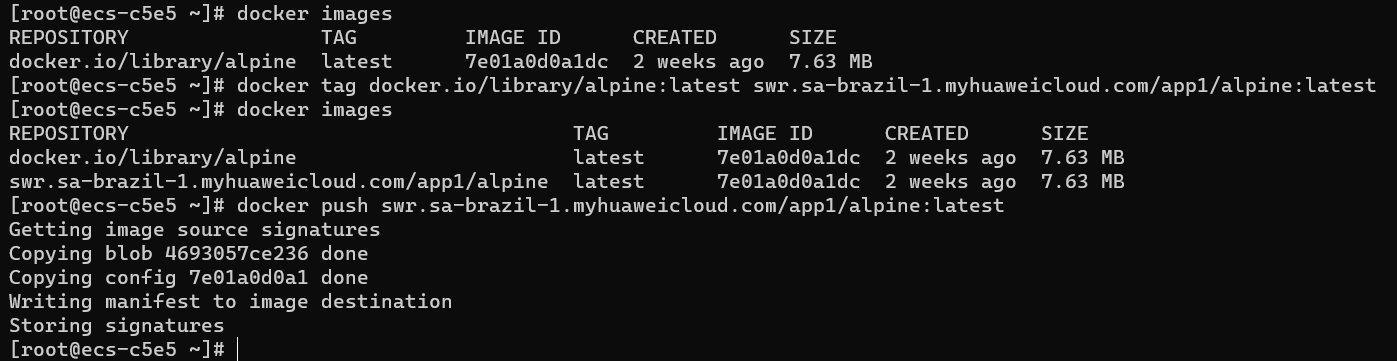 [root@ecs-c5e5 ~]# docker images
REPOSITORY                TAG         IMAGE ID      CREATED      SIZE
docker.io/library/alpine  latest      7e01a0d0a1dc  2 weeks ago  7.63 MB
[root@ecs-c5e5 ~]# docker tag docker.io/library/alpine:latest swr.sa-brazil-1.myhuaweicloud.com/app1/alpine:latest
[root@ecs-c5e5 ~]# docker images
REPOSITORY                                     TAG         IMAGE ID      CREATED      SIZE
docker.io/library/alpine                       latest      7e01a0d0a1dc  2 weeks ago  7.63 MB
swr.sa-brazil-1.myhuaweicloud.com/app1/alpine  latest      7e01a0d0a1dc  2 weeks ago  7.63 MB
[root@ecs-c5e5 ~]# docker push swr.sa-brazil-1.myhuaweicloud.com/app1/alpine:latest
Getting image source signatures
Copying blob 4693057ce236 done
Copying config 7e01a0d0a1 done
Writing manifest to image destination
Storing signatures
[root@ecs-c5e5 ~]#